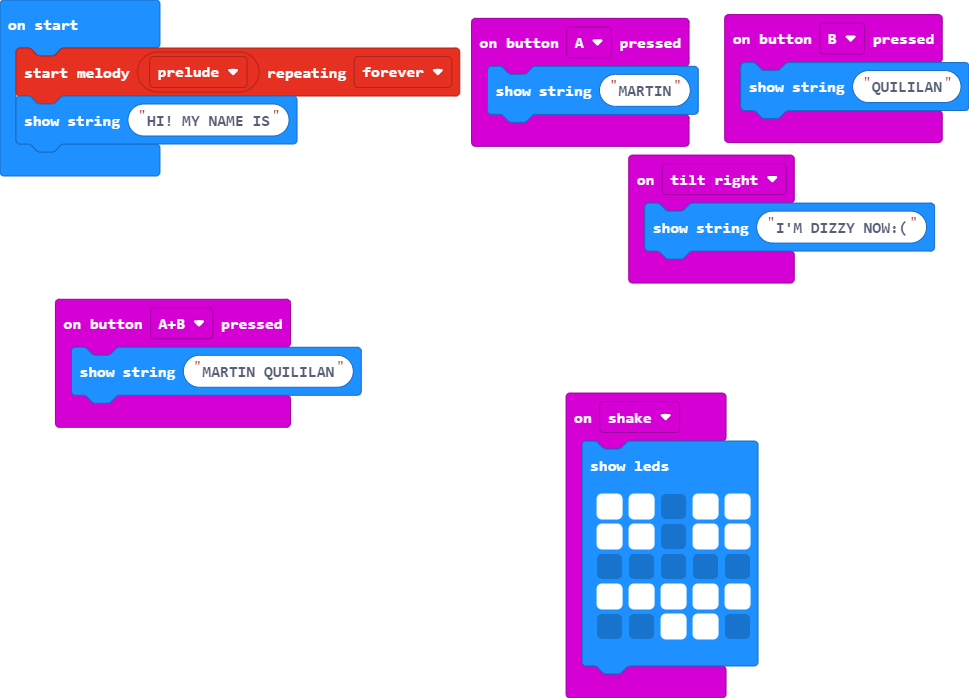 on start
start melody prelude repeating forever
show string "HI! MY NAME IS"
on button A pressed
show string "MARTIN"
on button B pressed
show string "QUILILAN"
on tilt right
show string "I'M DIZZY NOW:("
on button A+B pressed
show string "MARTIN QUILILAN"
on shake
show leds